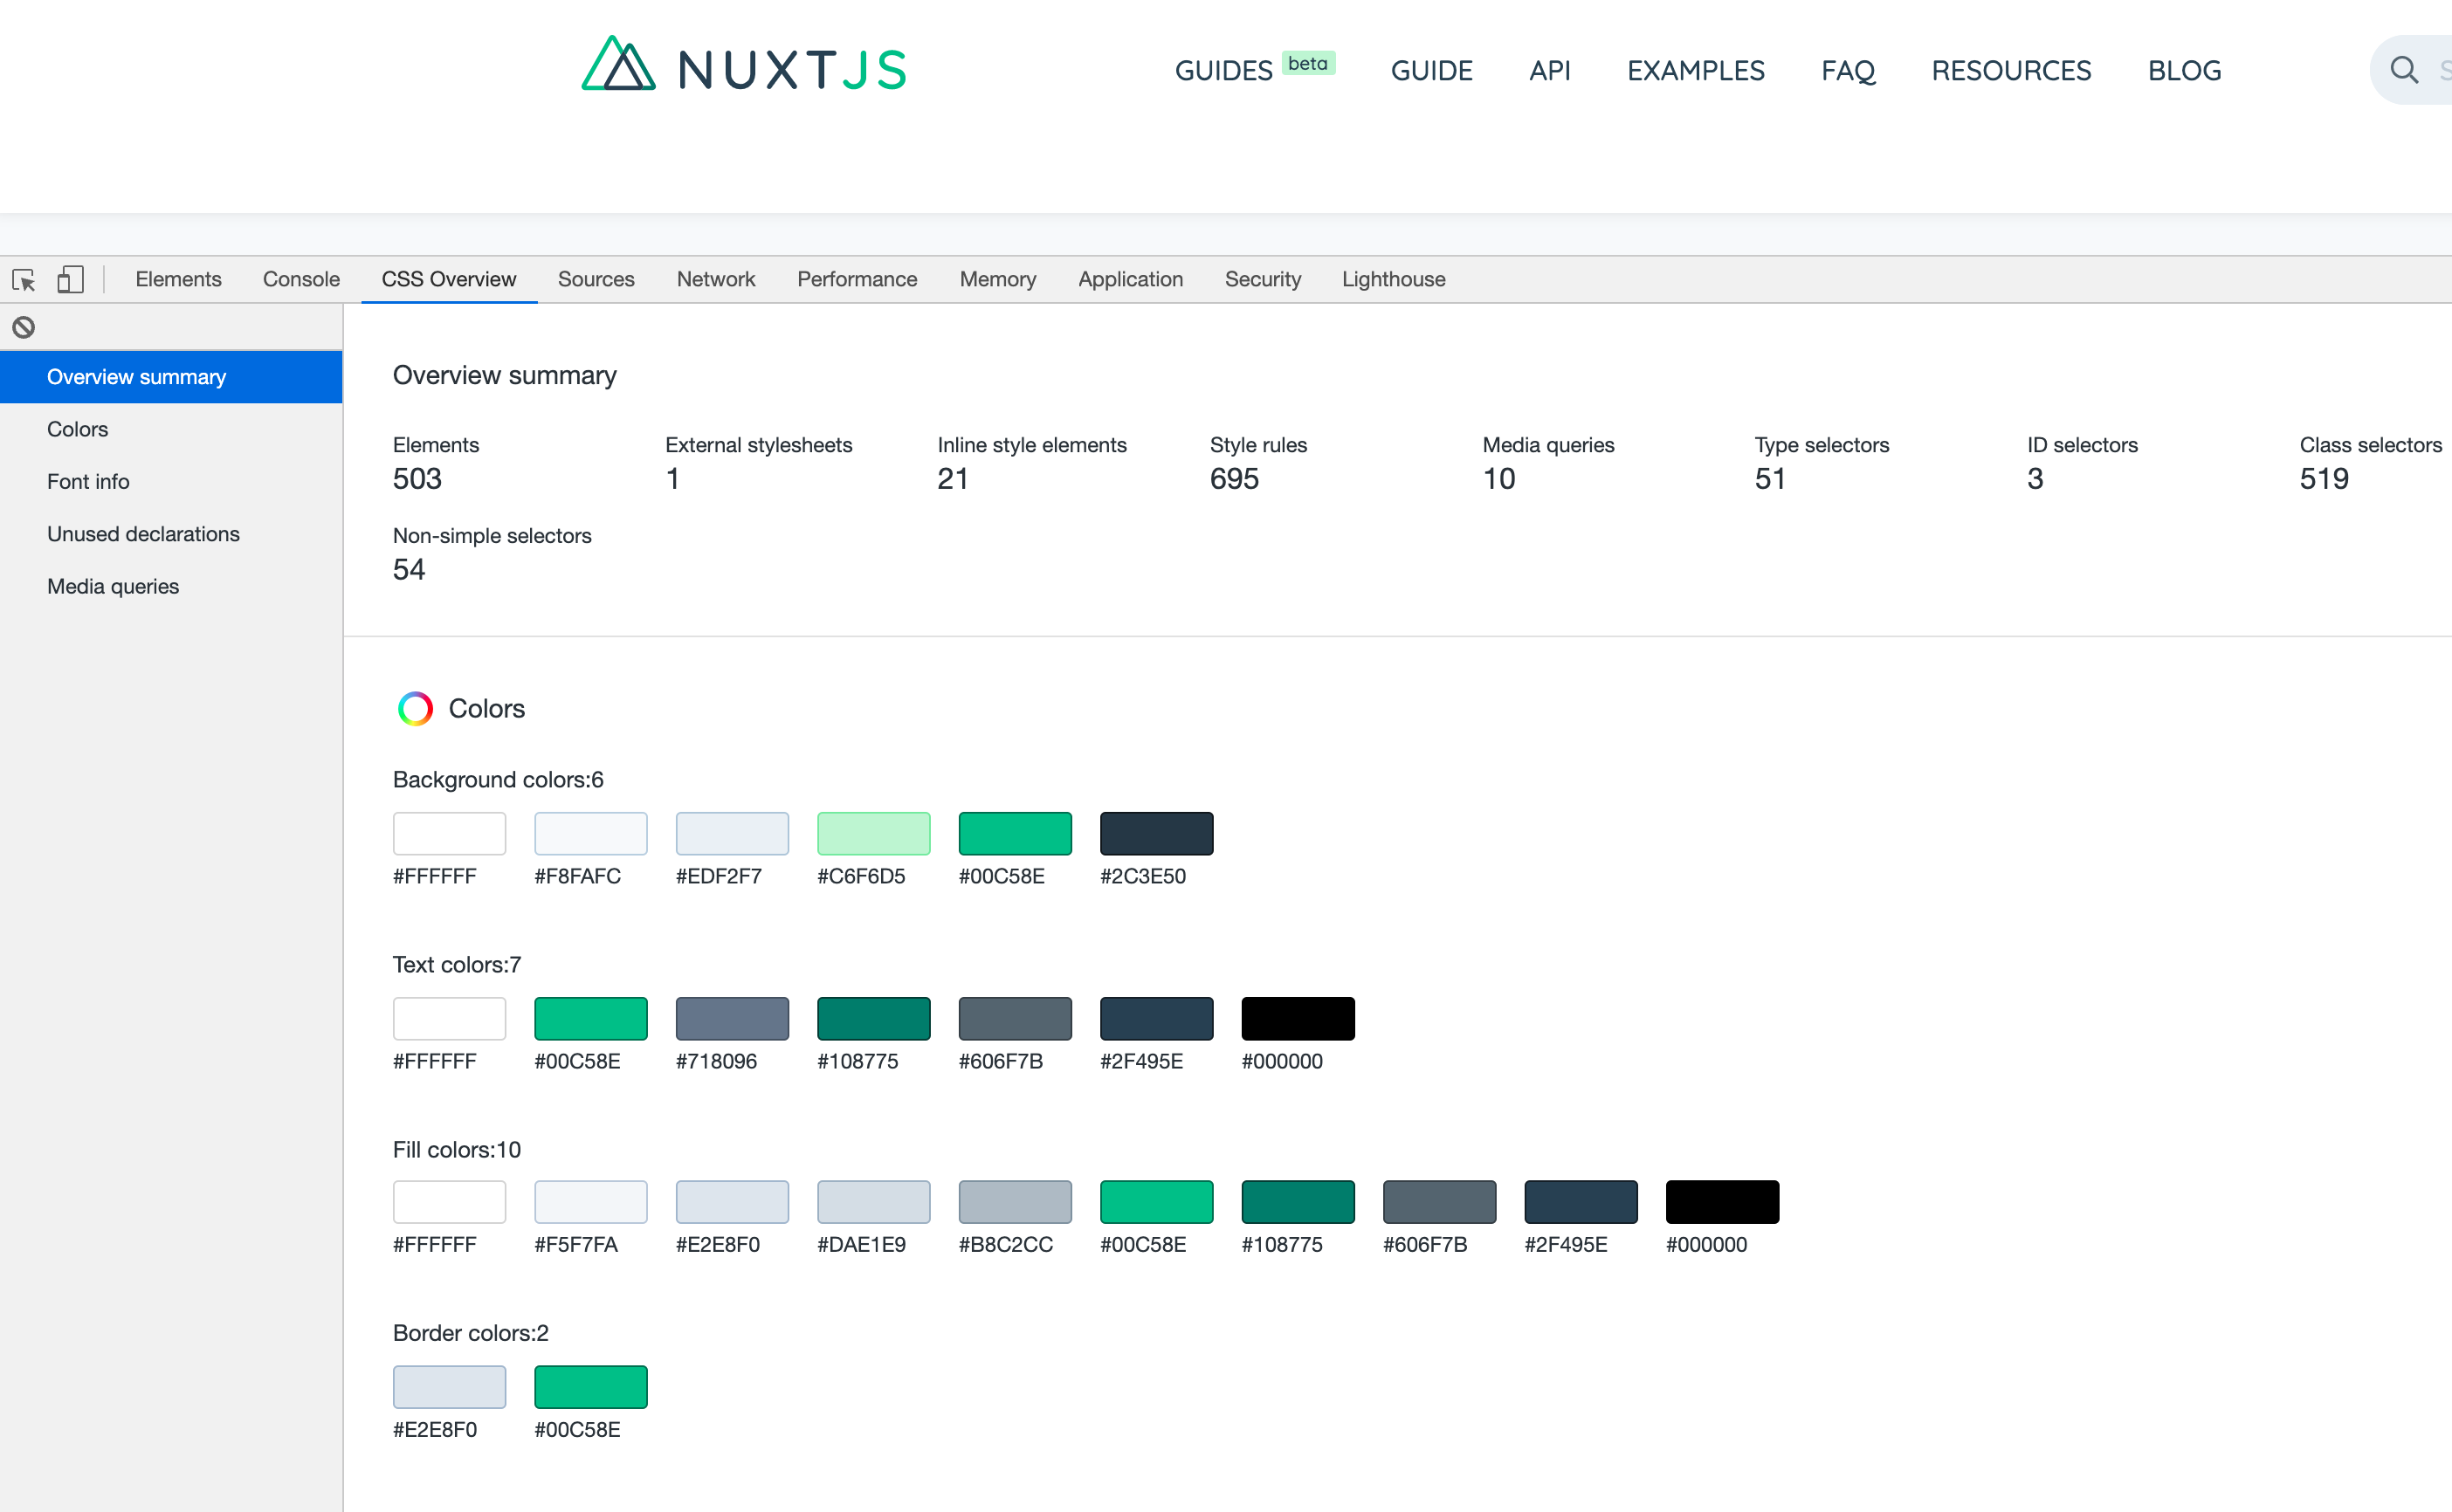 NUXTJS
GUIDES beta GUIDE API EXAMPLES FAQ RESOURCES BLOG
Elements Console CSS Overview Sources Network Performance Memory Application Security Lighthouse
Overview summary
Colors
Font info
Unused declarations
Media queries
Overview summary
Elements External stylesheets Inline style elements Style rules Media queries Type selectors ID selectors Class selectors
503 1 21 695 10 51 3 519
Non-simple selectors
54
Colors
Background colors:6
#FFFFFF #F8FAFC #EDF2F7 #C6F6D5 #00C58E #2C3E50
Text colors:7
#FFFFFF #00C58E #718096 #108775 #606F7B #2F495E #000000
Fill colors:10
#FFFFFF #F5F7FA #E2E8F0 #DAE1E9 #B8C2CC #00C58E #108775 #606F7B #2F495E #000000
Border colors:2
#E2E8F0 #00C58E